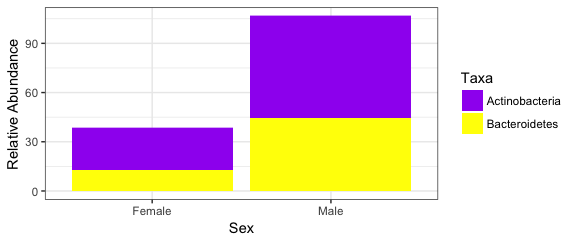 Relative Abundance
90
60
30
0
Female
Male
Sex
Taxa
Actinobacteria
Bacteroidetes